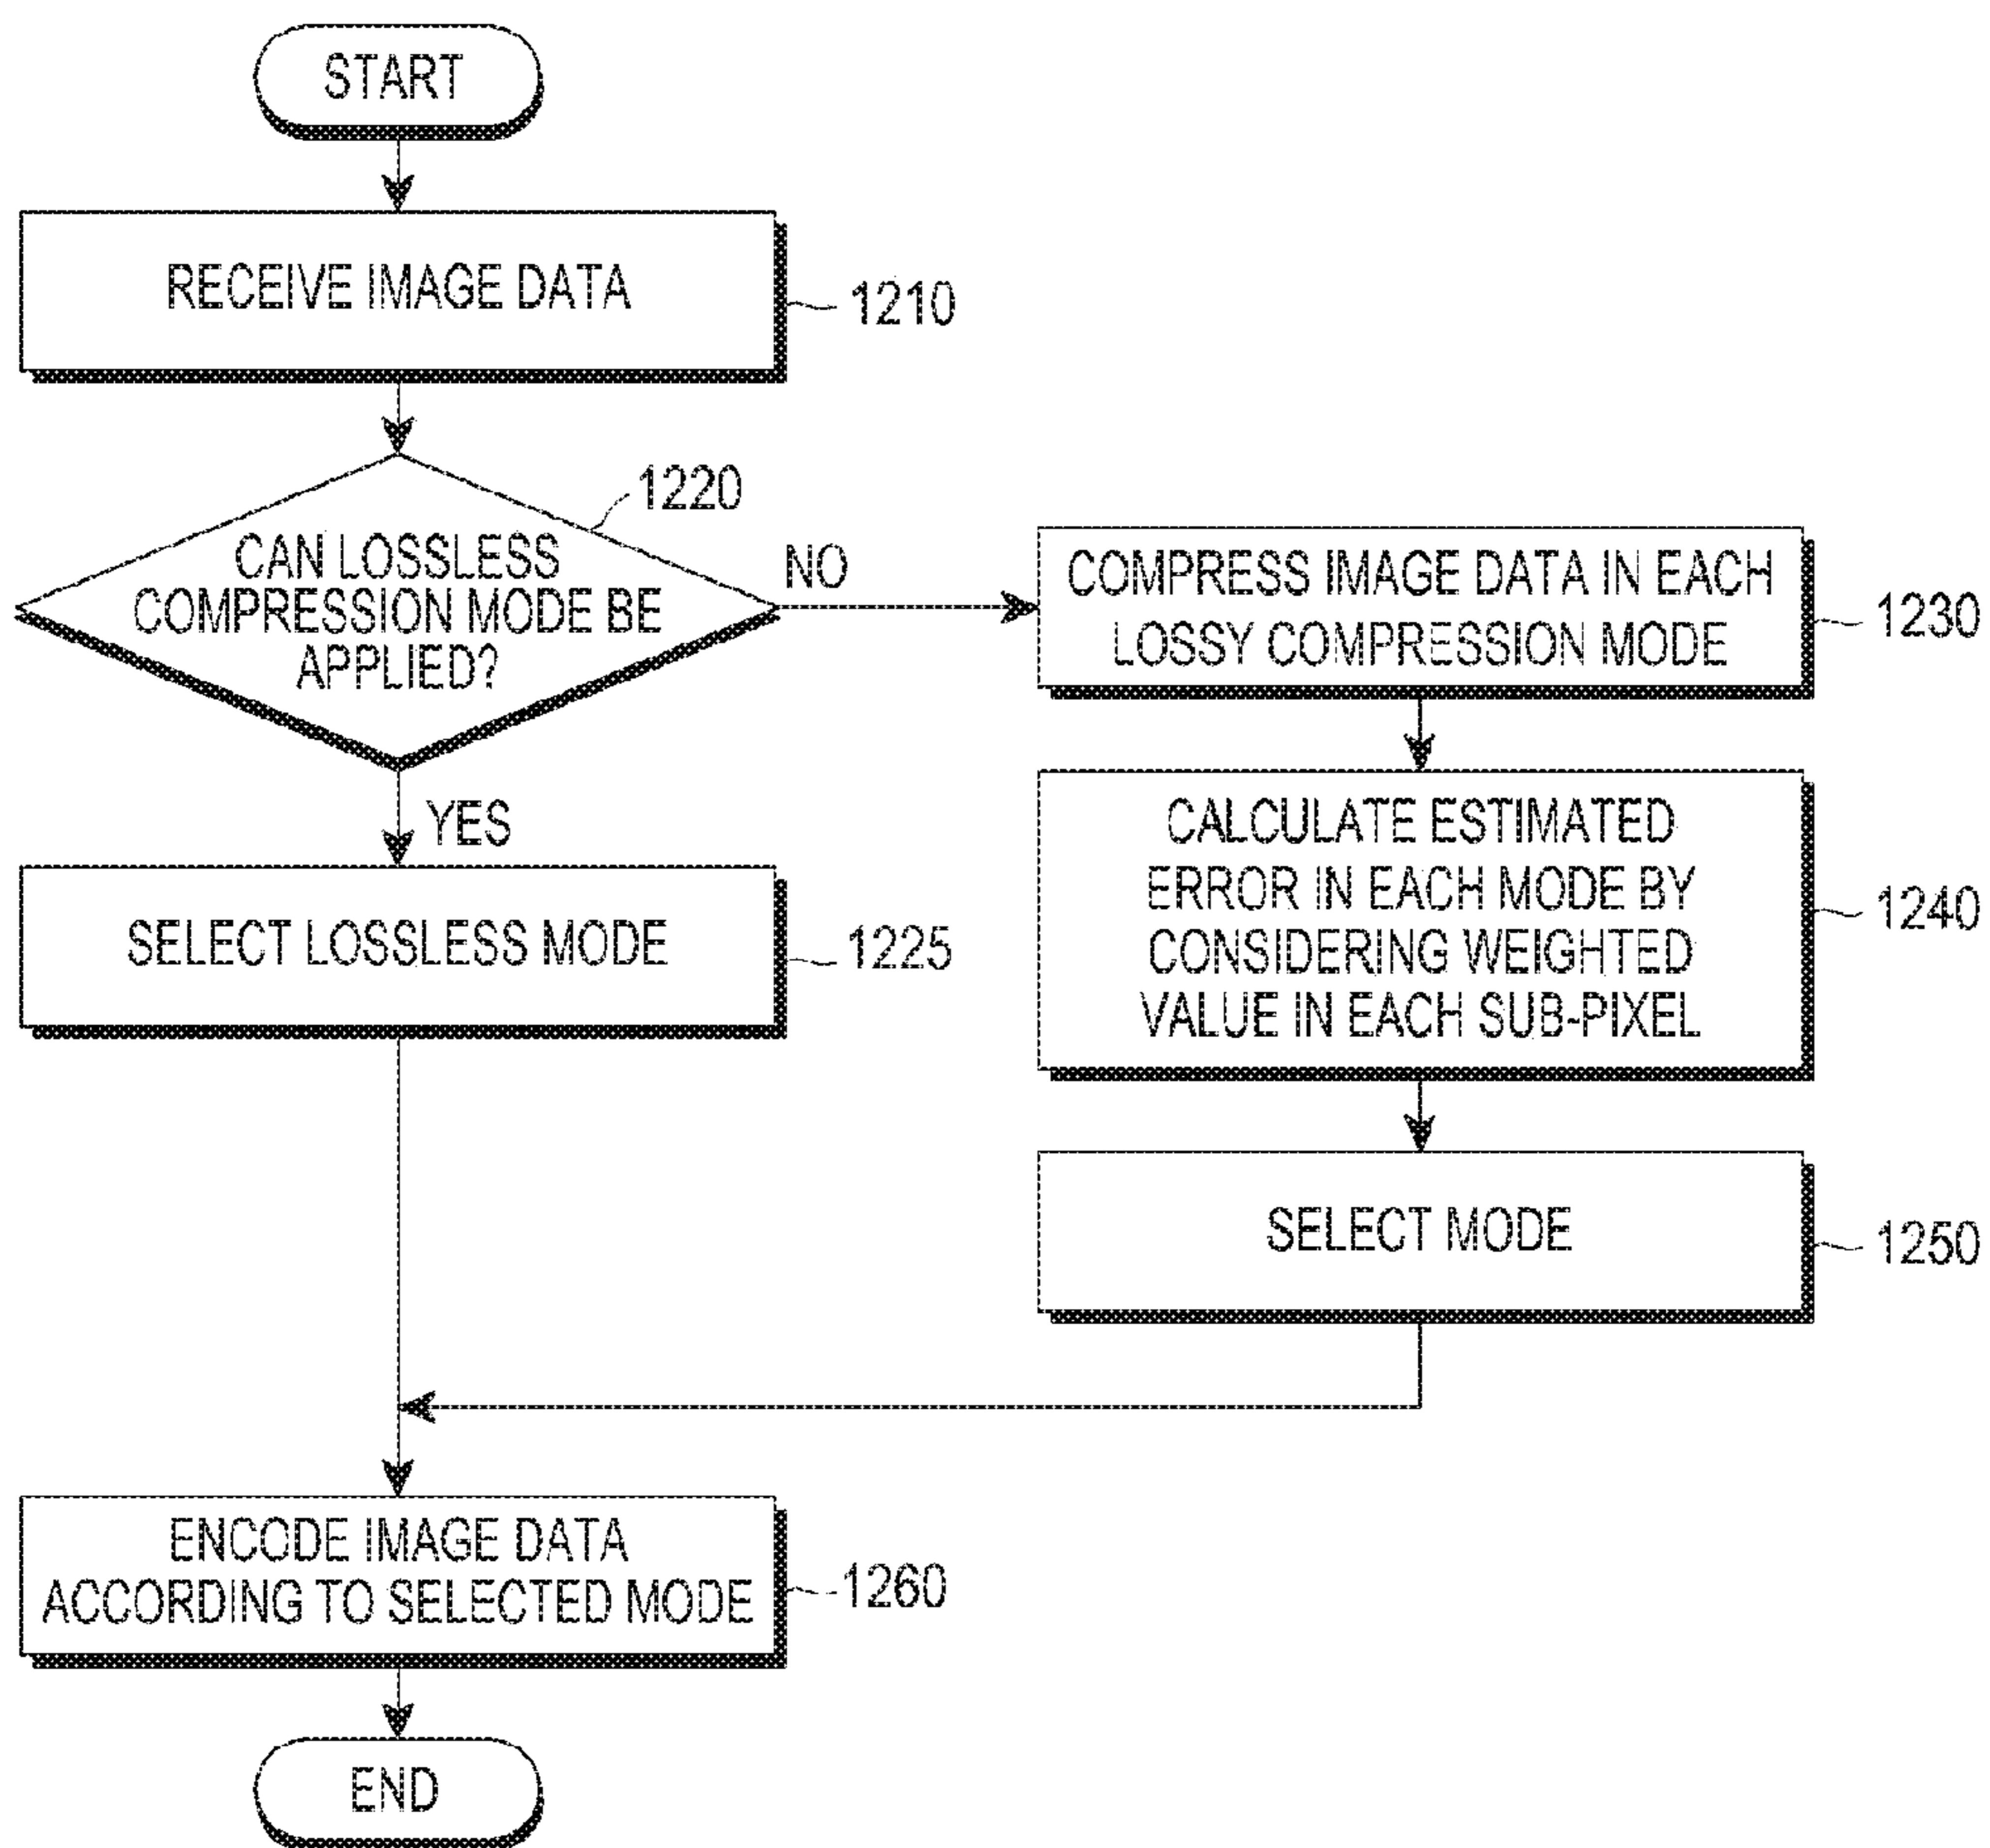 START
RECEIVE IMAGE DATA
1210
1220
CAN LOSSLESS
COMPRESSION MODE BE
APPLIED?
NO
YES
SELECT LOSSLESS MODE
1225
COMPRESS IMAGE DATA IN EACH
LOSSY COMPRESSION MODE
1230
CALCULATE ESTIMATED
ERROR IN EACH MODE BY
CONSIDERING WEIGHTED
VALUE IN EACH SUB-PIXEL
1240
SELECT MODE
1250
ENCODE IMAGE DATA
ACCORDING TO SELECTED MODE
1260
END